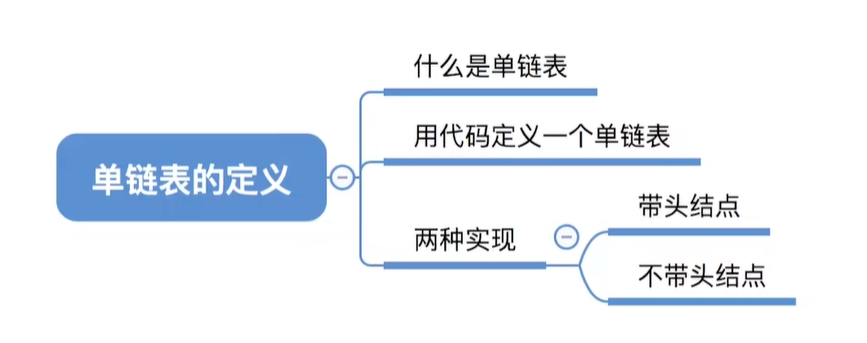 单链表的定义
什么是单链表
用代码定义一个单链表
两种实现
带头结点
不带头结点